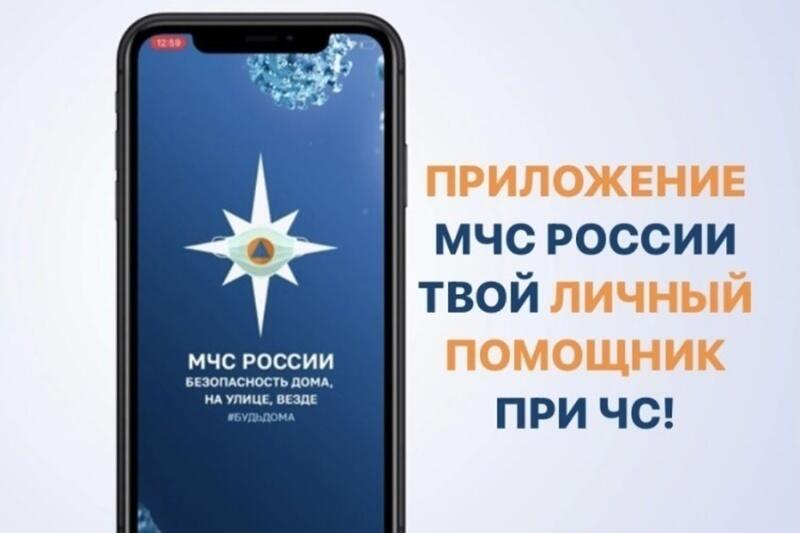 12:59
МЧС РОССИИ
БЕЗОПАСНОСТЬ ДОМА,
НА УЛИЦЕ, ВЕЗДЕ
#БУДЬДОМА
ПРИЛОЖЕНИЕ
МЧС РОССИИ
ТВОЙ ЛИЧНЫЙ
ПОМОЩНИК
ПРИ ЧС!